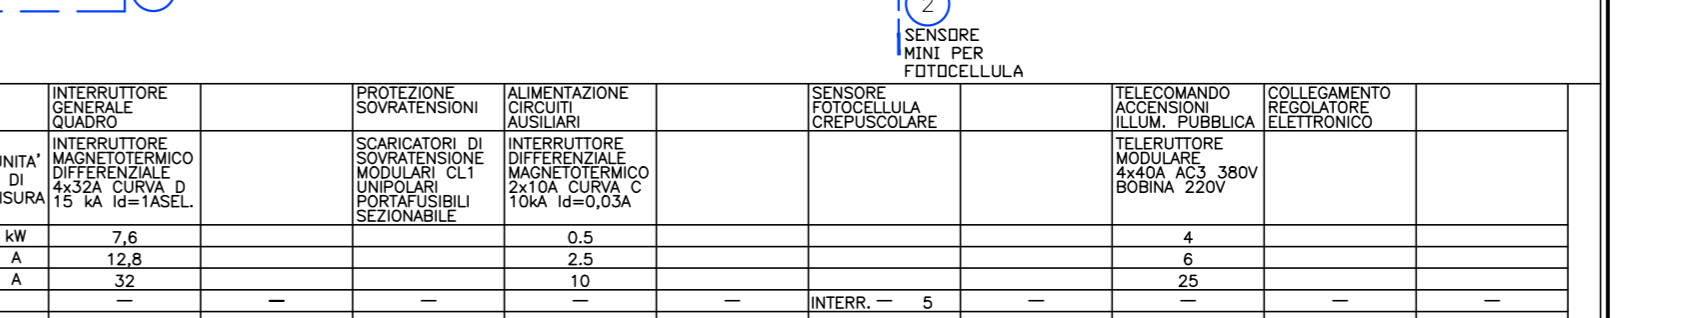 2
SENSORE
MINI PER
FOTOCELLULA
INTERRUTTORE
GENERALE
QUADRO
PROTEZIONE
SOVRATENSIONI
ALIMENTAZIONE
CIRCUITI
AUSILIARI
SENSORE
FOTOCELLULA
CREPUSCOLARE
TELECOMANDO
ACCENSIONI
ILLUM. PUBBLICA
COLLEGAMENTO
REGOLATORE
ELETTRONICO
NITA'
DI
ISURA
INTERRUTTORE
MAGNETOTERMICO
DIFFERENZIALE
4x32A CURVA D
15 kA Id=1ASEL.
SCARICATORI DI
SOVRATENSIONE
MODULARI CL1
UNIPOLARI
PORTAFUSIBILI
SEZIONABILE
INTERRUTTORE
DIFFERENZIALE
MAGNETOTERMICO
2x10A CURVA C
10kA Id=0,03A
TELERUTTORE
MODULARE
4x40A AC3 380V
BOBINA 220V
kW 7,6 0.5 4
A 12,8 2.5 6
A 32 10 25
— — — — — INTERR. — 5 — — — —